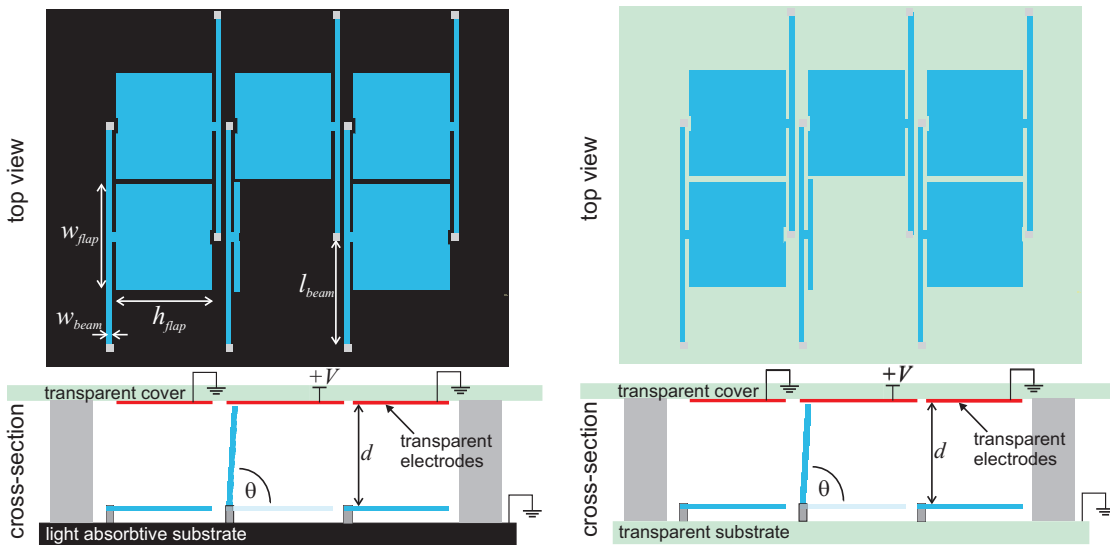 top view
w_flap
h_flap
w_beam
l_beam
cross-section
transparent cover
+V
transparent
electrodes
d
θ
light absorbtive substrate
top view
cross-section
transparent cover
+V
transparent
electrodes
d
θ
transparent substrate